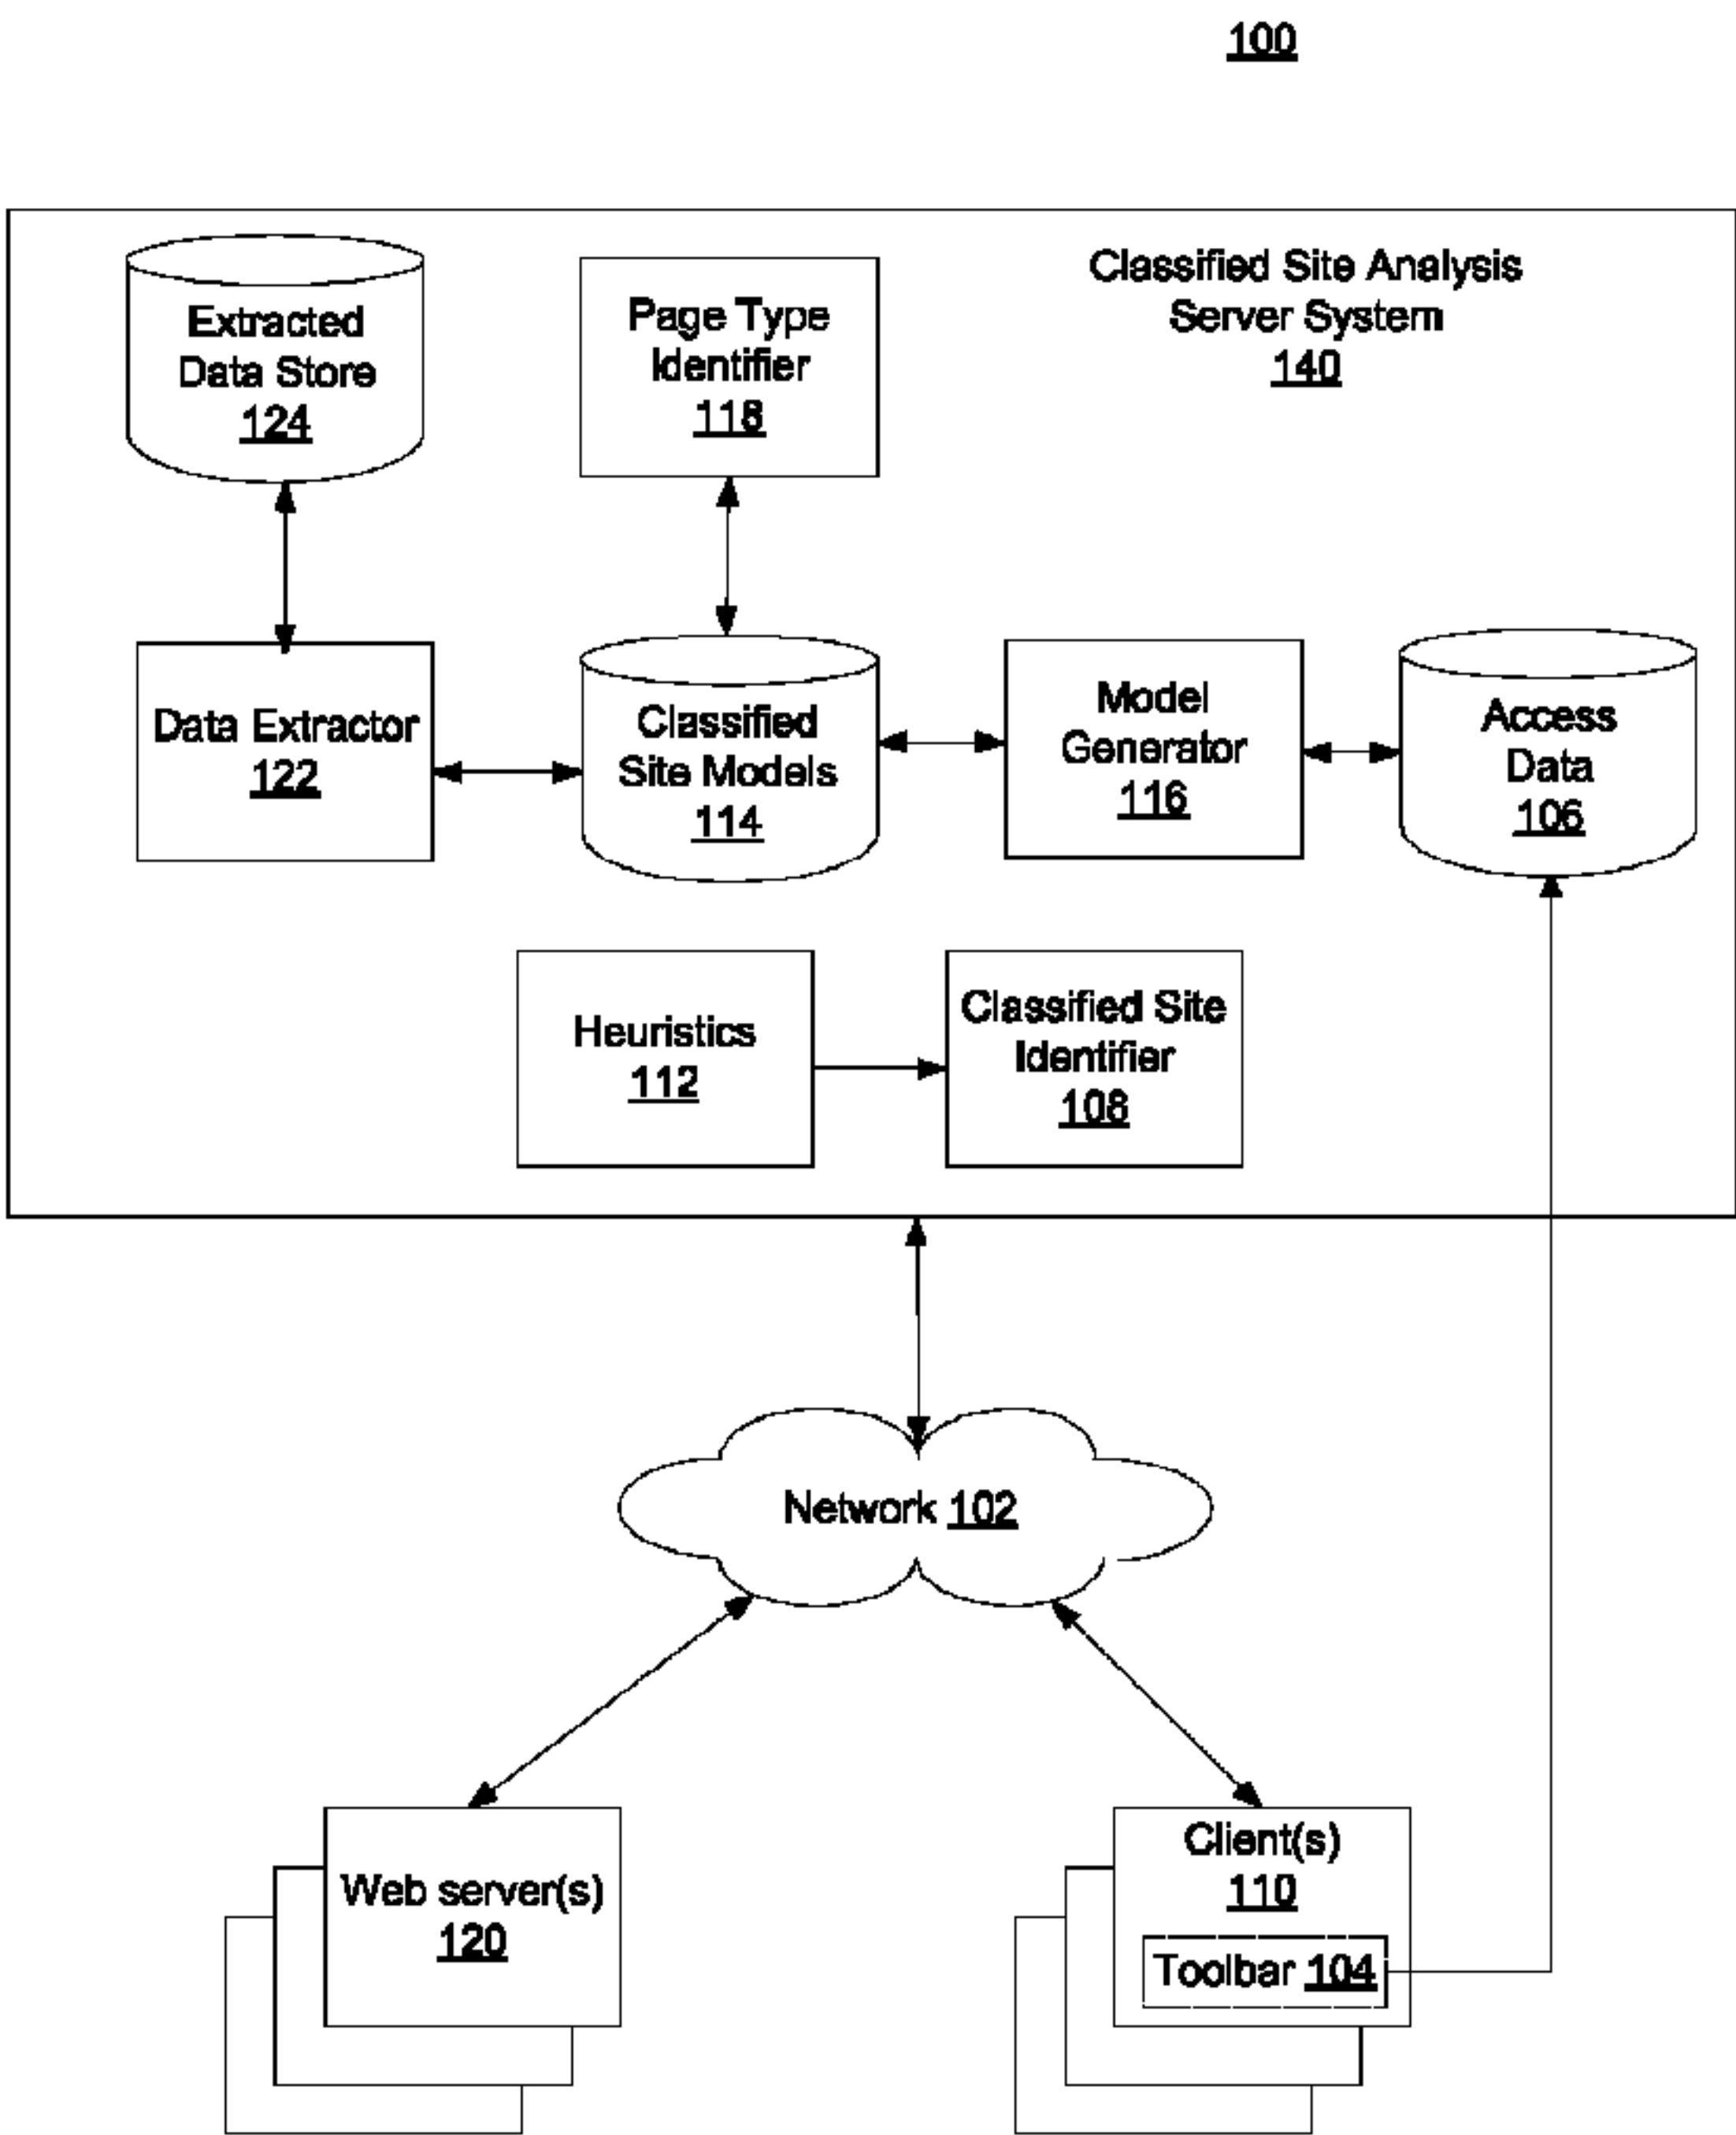 100
Classified Site Analysis
Server System
140
Extracted
Data Store
124
Page Type
Identifier
118
Data Extractor
122
Classified
Site Models
114
Model
Generator
116
Access
Data
106
Heuristics
112
Classified Site
Identifier
108
Network 102
Web server(s)
120
Client(s)
110
Toolbar 104